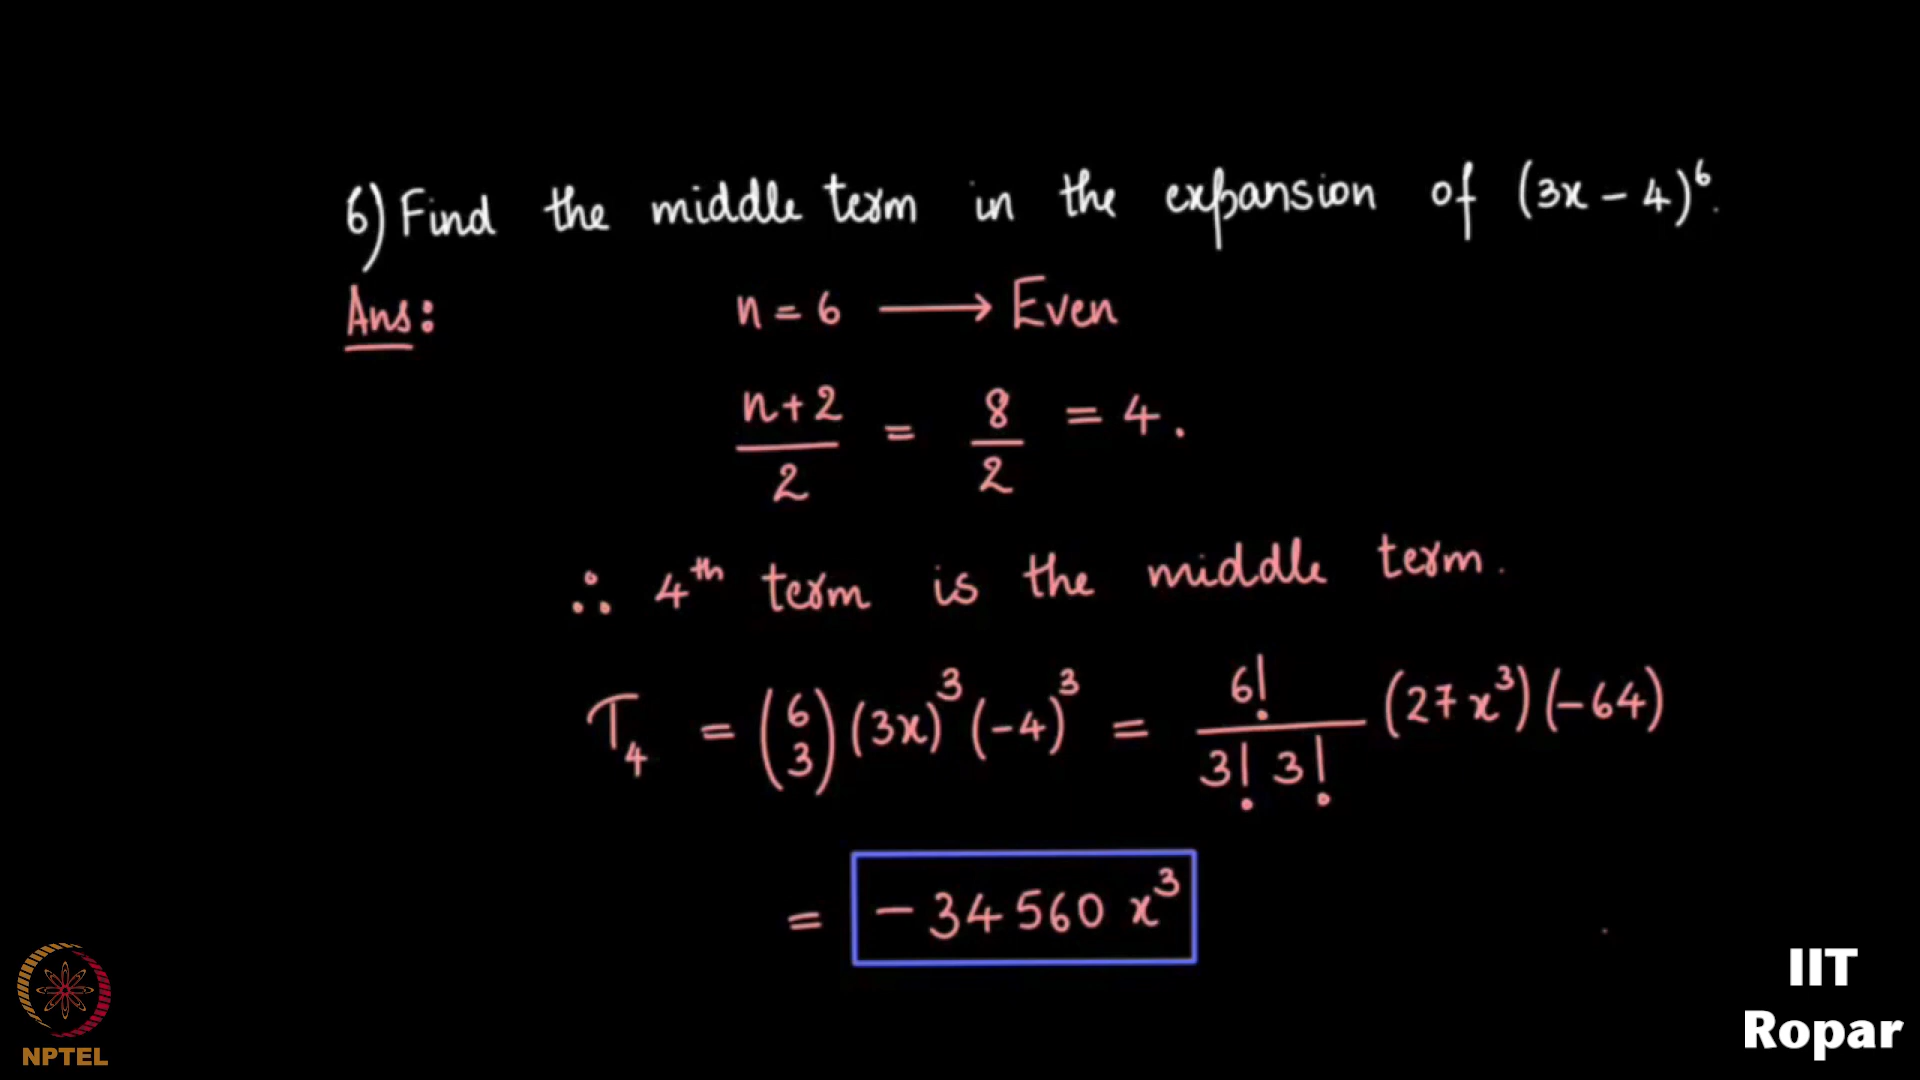 6) Find the middle term in the expansion of (3x - 4)⁶.
Ans: n = 6 ⟶ Even
(n+2)/2 = 8/2 = 4.
∴ 4ᵗʰ term is the middle term.
T₄ = (6 3) (3x)³ (-4)³ = 6!/(3! 3!) (27x³) (-64)
= -34560 x³
NPTEL
IIT
Ropar